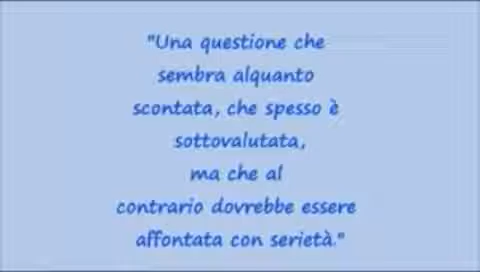 "Una questione che
sembra alquanto
scontata, che spesso è
sottovalutata,
ma che al
contrario dovrebbe essere
affontata con serietà."